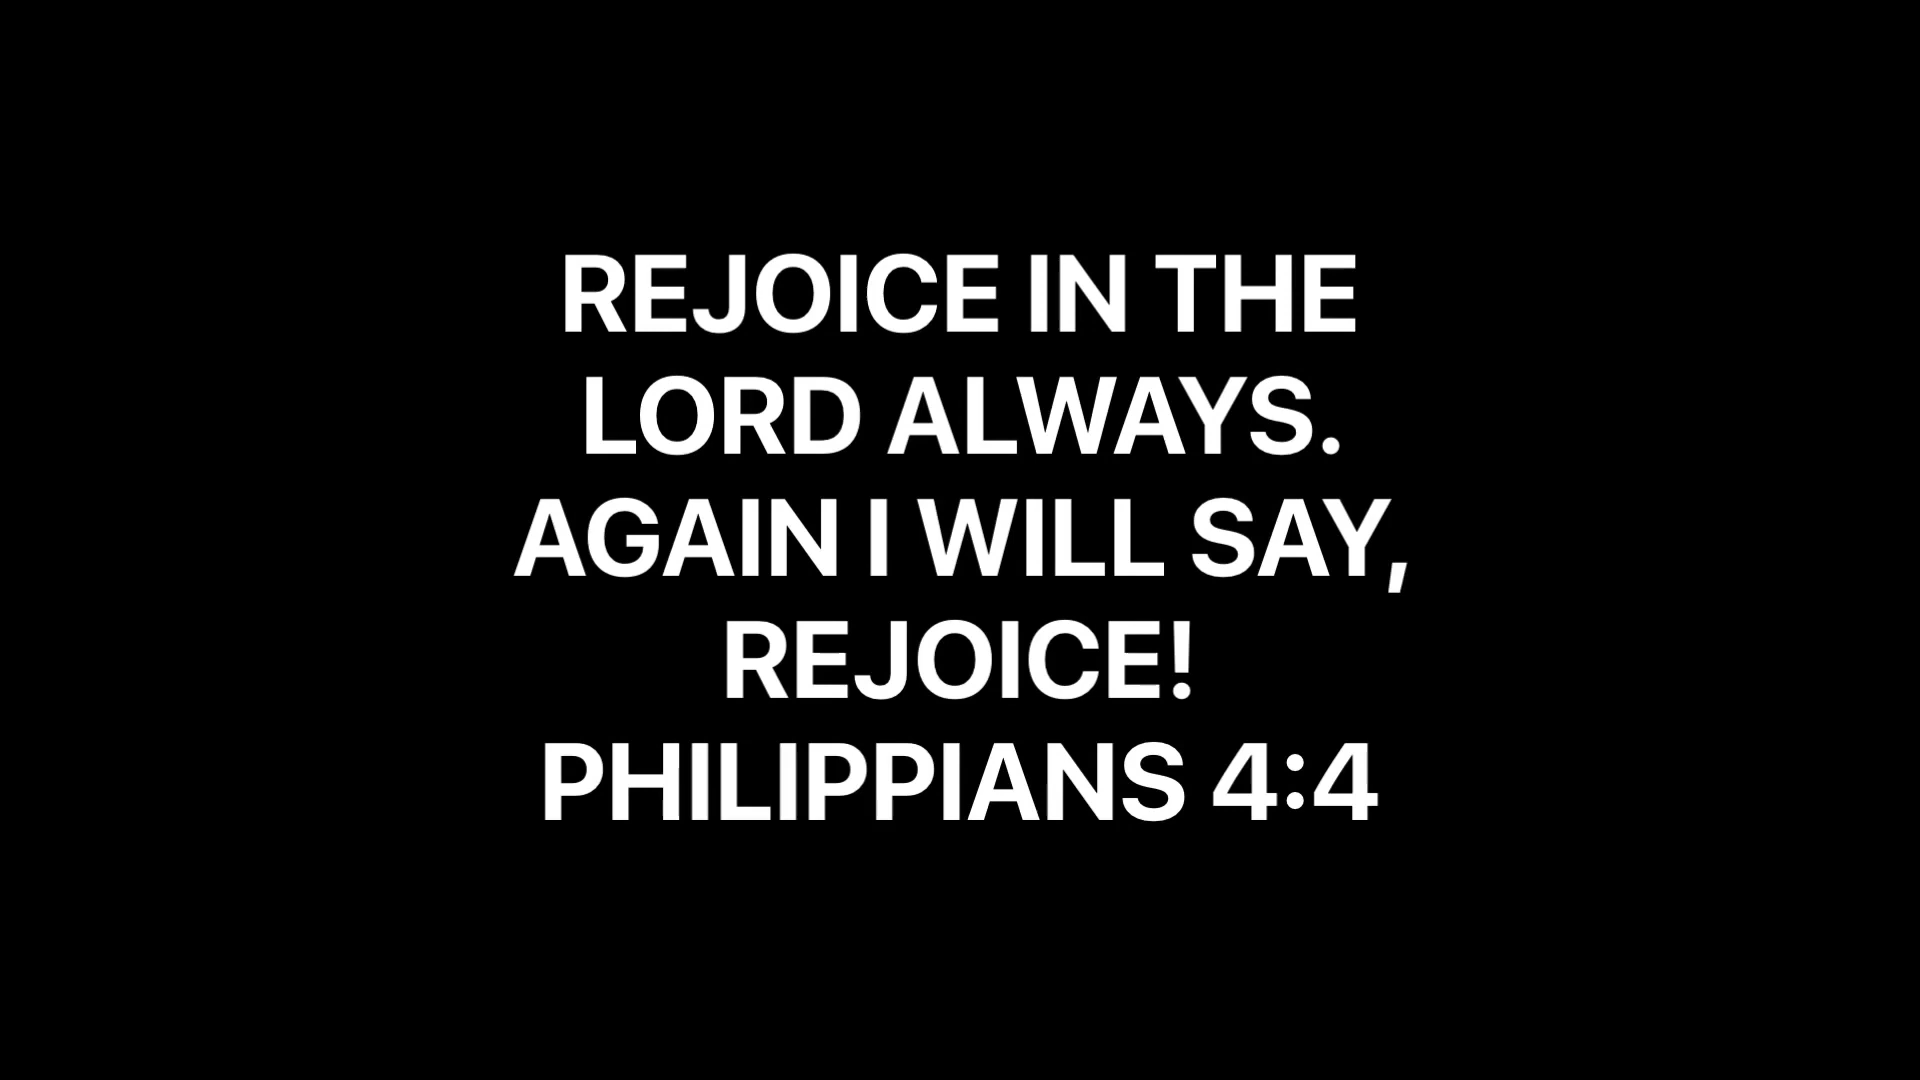 REJOICE IN THE
LORD ALWAYS.
AGAIN I WILL SAY,
REJOICE!
PHILIPPIANS 4:4